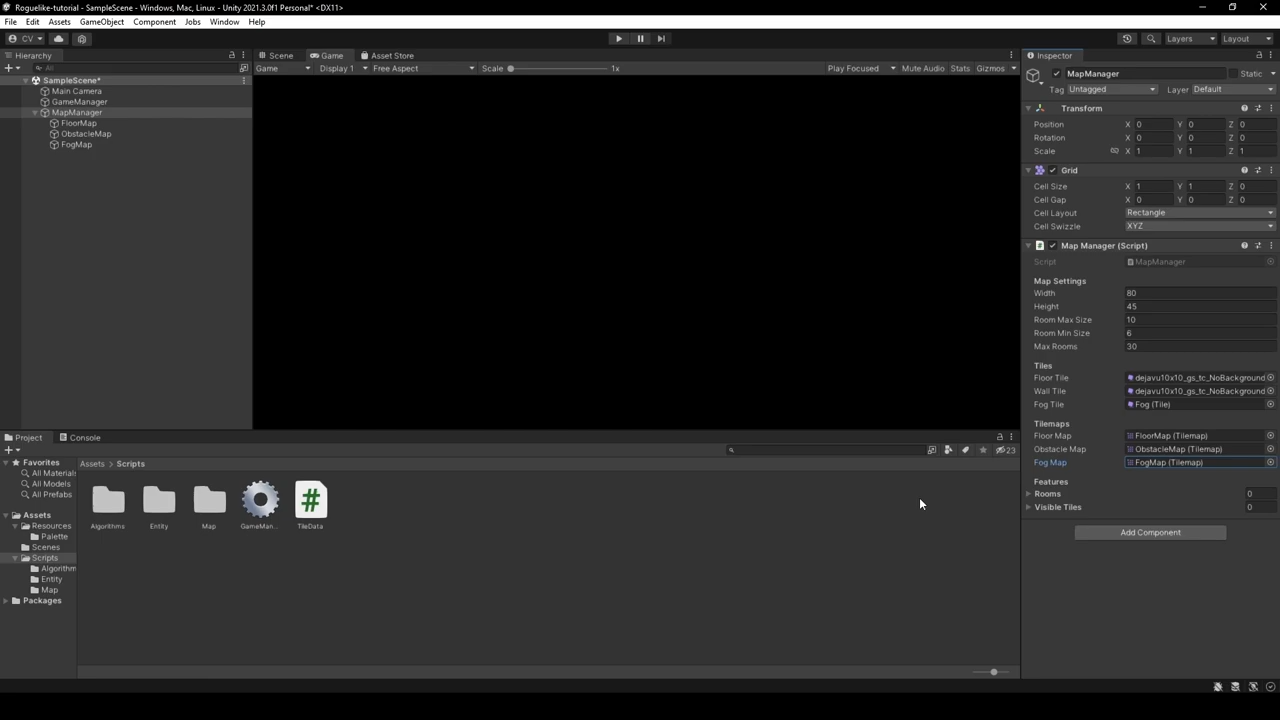 Roguelike-tutorial - SampleScene - Windows, Mac, Linux - Unity 2021.3.0f1 Personal* <DX11>
File Edit Assets GameObject Component Jobs Window Help
CV Layers Layout
Hierarchy Scene Game Asset Store Inspector
All Game Display 1 Free Aspect Scale 1x Play Focused Mute Audio Stats Gizmos
MapManager Static
Tag Untagged Layer Default
SampleScene*
Main Camera
GameManager
MapManager
FloorMap
ObstacleMap
FogMap
Transform
Position X 0 Y 0 Z 0
Rotation X 0 Y 0 Z 0
Scale X 1 Y 1 Z 1
Grid
Cell Size X 1 Y 1 Z 0
Cell Gap X 0 Y 0 Z 0
Cell Layout Rectangle
Cell Swizzle XYZ
Map Manager (Script)
Script MapManager
Map Settings
Width 80
Height 45
Room Max Size 10
Room Min Size 6
Max Rooms 30
Tiles
Floor Tile dejavu10x10_gs_tc_NoBackground
Wall Tile dejavu10x10_gs_tc_NoBackground
Fog Tile Fog (Tile)
Tilemaps
Floor Map FloorMap (Tilemap)
Obstacle Map ObstacleMap (Tilemap)
Fog Map FogMap (Tilemap)
Features
Rooms 0
Visible Tiles 0
Add Component
Project Console
23
Favorites
All Materials
All Models
All Prefabs
Assets
Resources
Palette
Scenes
Scripts
Algorithm
Entity
Map
Packages
Assets > Scripts
Algorithms Entity Map GameMan... TileData